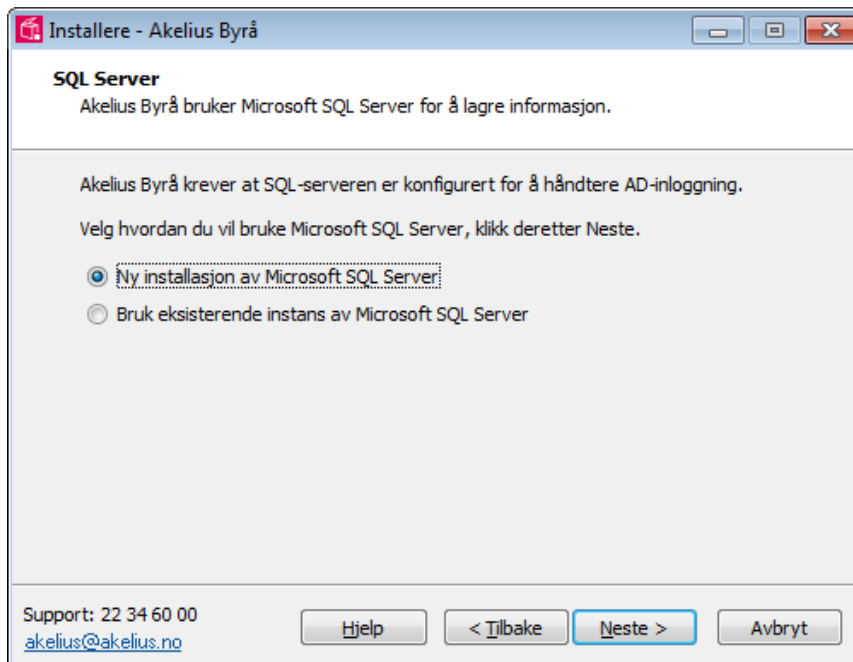 Installere - Akelius Byrå
SQL Server
Akelius Byrå bruker Microsoft SQL Server for å lagre informasjon.
Akelius Byrå krever at SQL-serveren er konfigurert for å håndtere AD-inloggning.
Velg hvordan du vil bruke Microsoft SQL Server, klikk deretter Neste.
Ny installasjon av Microsoft SQL Server
Bruk eksisterende instans av Microsoft SQL Server
Support: 22 34 60 00
akelius@akelius.no
Hjelp < Tilbake Neste > Avbryt